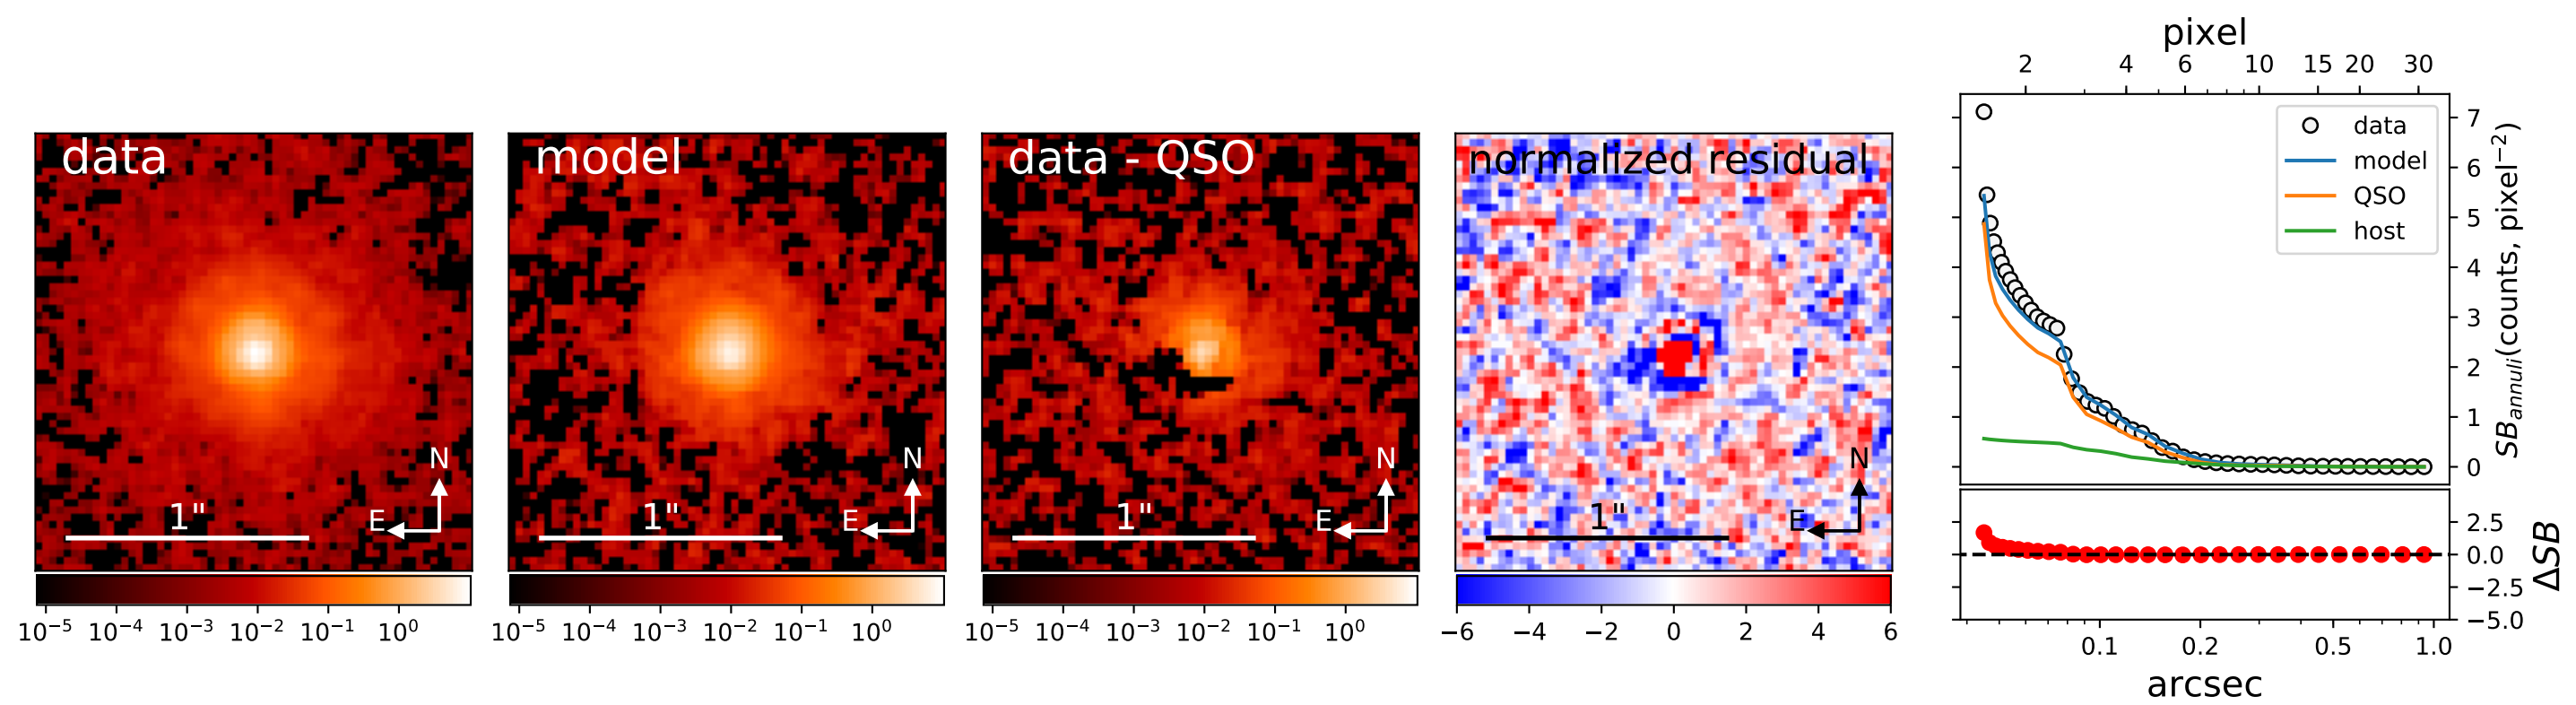 data
N
E
1"
10⁻⁵ 10⁻⁴ 10⁻³ 10⁻² 10⁻¹ 10⁰
model
N
E
1"
10⁻⁵ 10⁻⁴ 10⁻³ 10⁻² 10⁻¹ 10⁰
data - QSO
N
E
1"
10⁻⁵ 10⁻⁴ 10⁻³ 10⁻² 10⁻¹ 10⁰
normalized residual
N
E
1"
−6 −4 −2 0 2 4 6
pixel
2 4 6 10 15 20 30
data
model
QSO
host
7
6
5
4
3
2
1
0
SB_annuli(counts, pixel⁻²)
2.5
0.0
−2.5
−5.0
ΔSB
0.1 0.2 0.5 1.0
arcsec